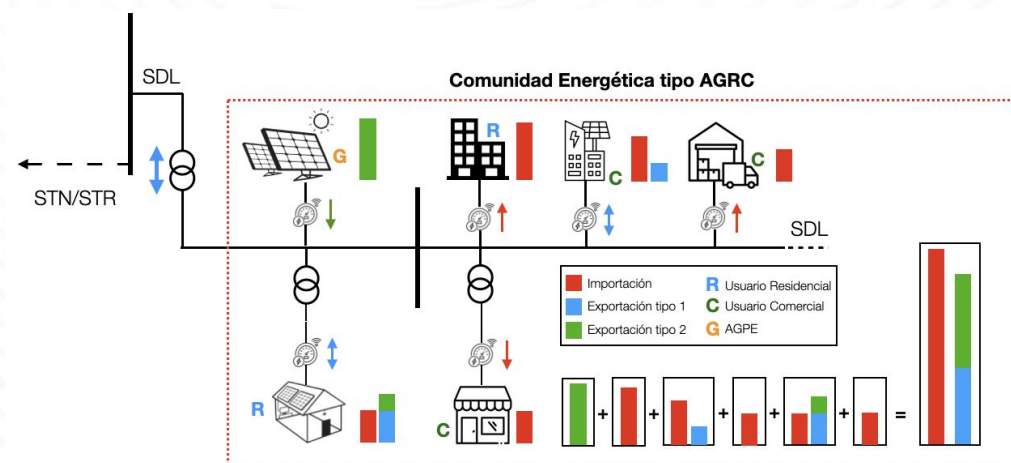 SDL
Comunidad Energética tipo AGRC
STN/STR
G
R
C
C
SDL
Importación
Exportación tipo 1
Exportación tipo 2
R Usuario Residencial
C Usuario Comercial
G AGPE
R
C
+ + + + + =